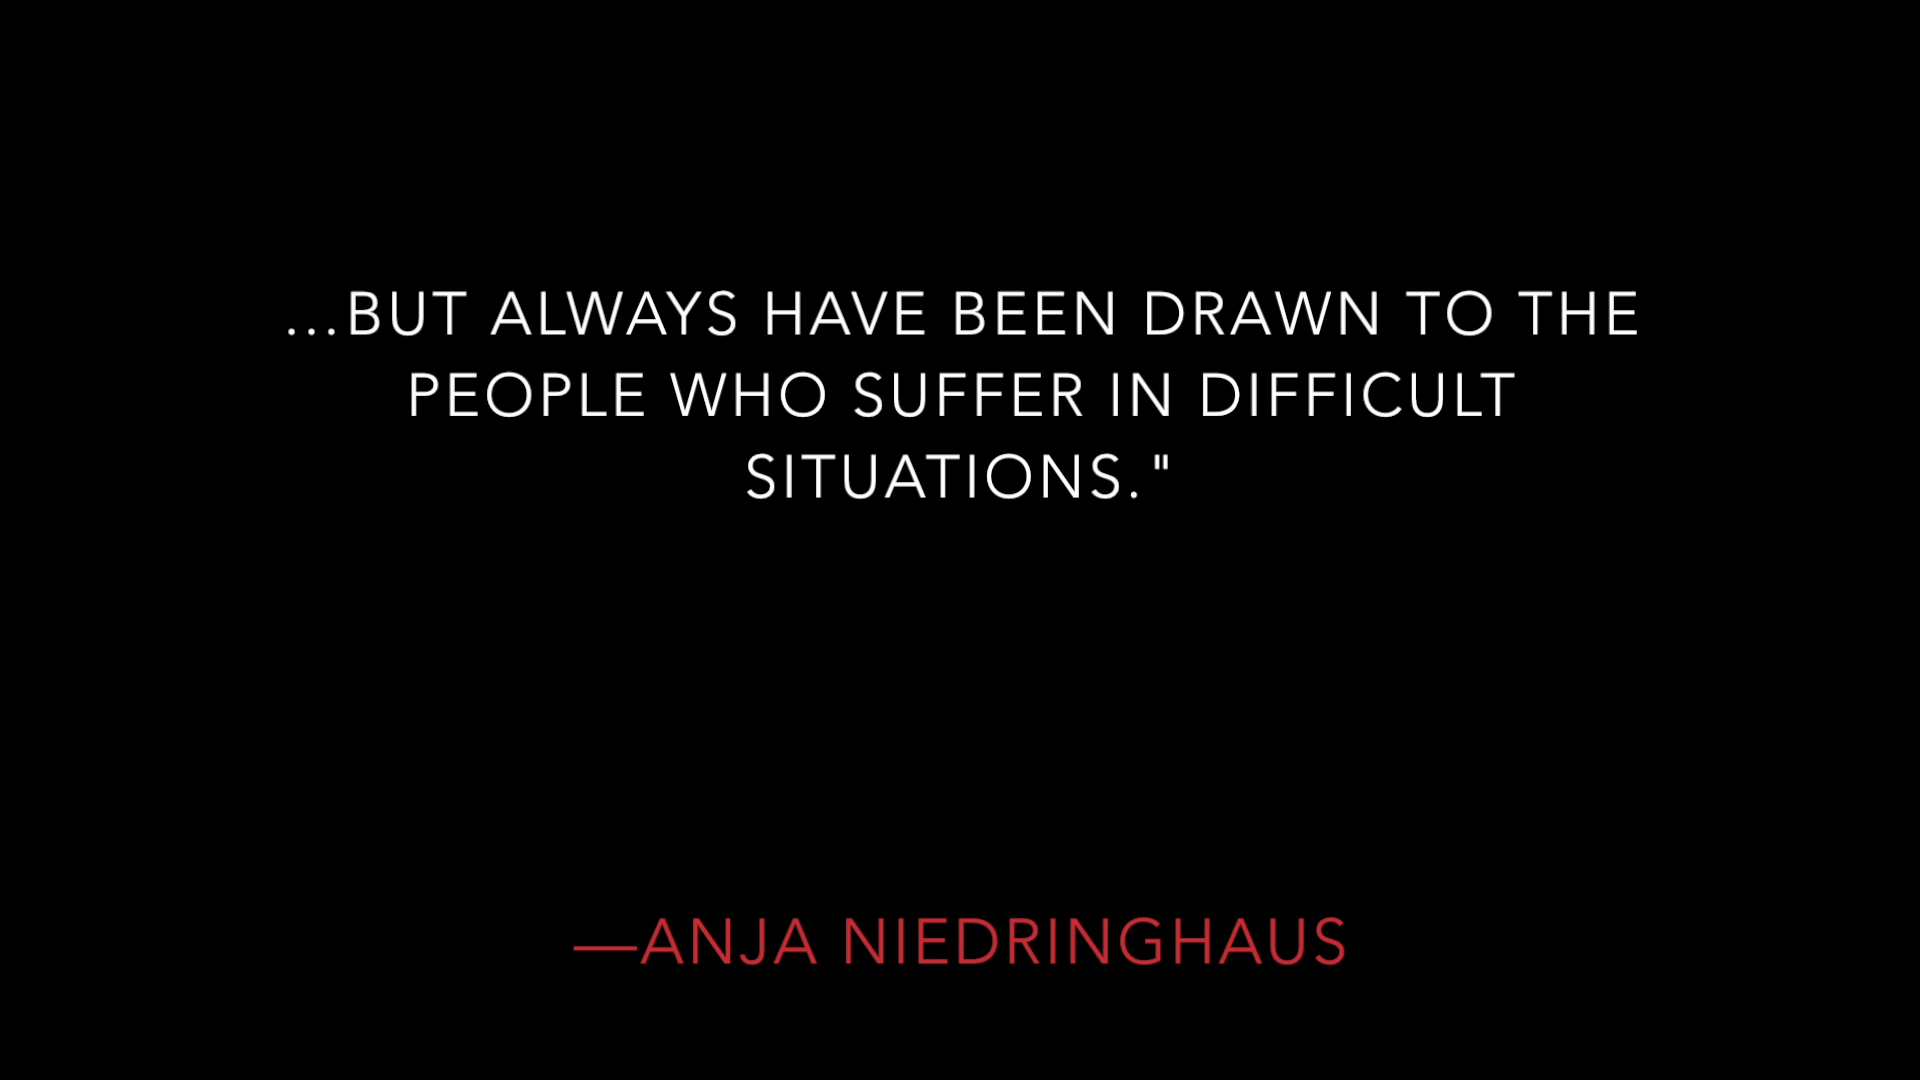 ...BUT ALWAYS HAVE BEEN DRAWN TO THE
PEOPLE WHO SUFFER IN DIFFICULT
SITUATIONS."
—ANJA NIEDRINGHAUS